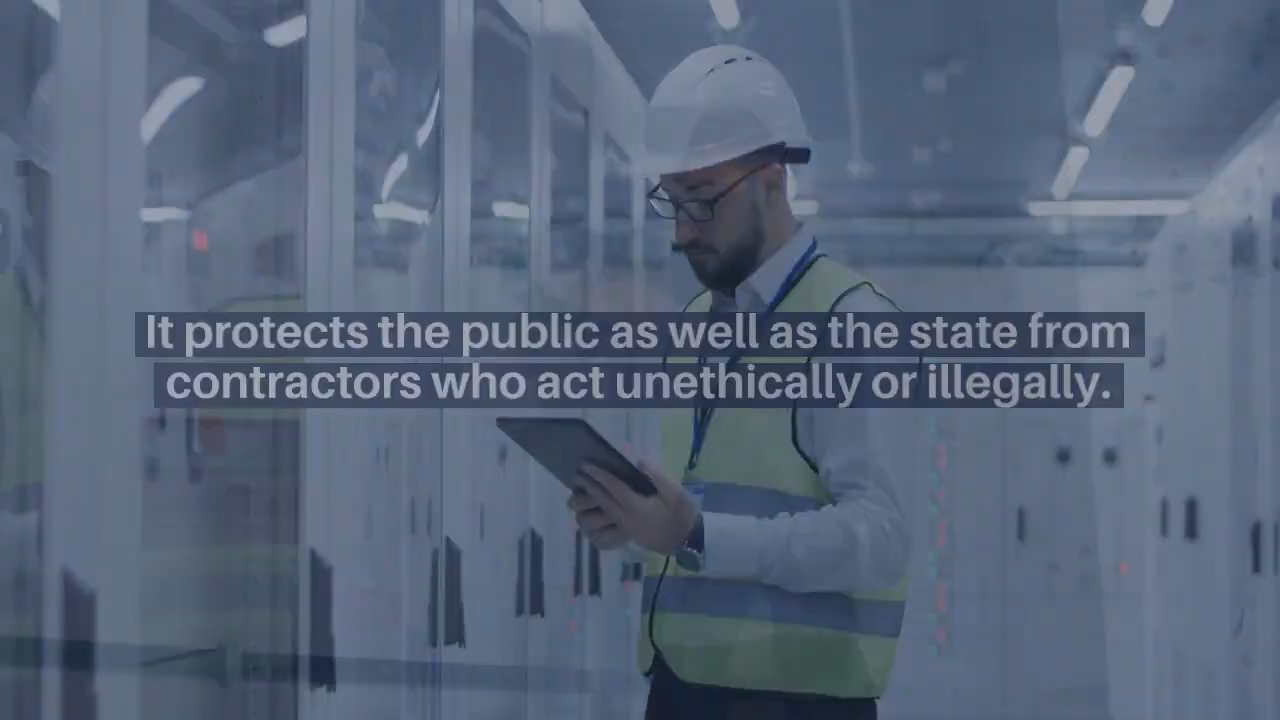 It protects the public as well as the state from
contractors who act unethically or illegally.